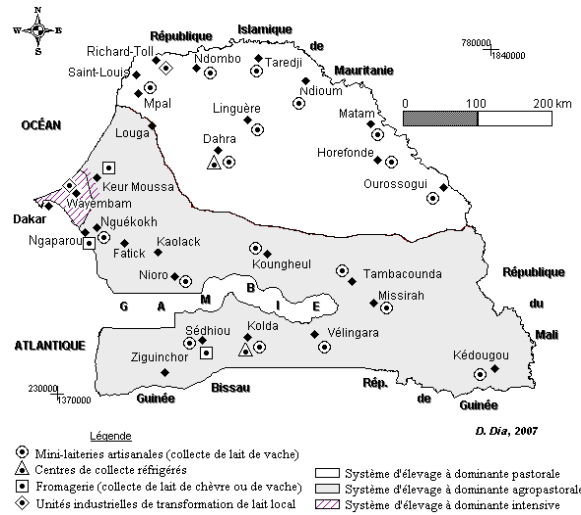 N
W E
S
République Islamique de Mauritanie
780000
1840000
Richard-Toll
Ndombo
Taredji
Saint-Louis
Mpal
Ndioum
OCÉAN
Louga
Linguère
Matam
0 100 200 km
Dahra
Horefonde
Ourossogui
Keur Moussa
Wayembam
Dakar
Nguékokh
Ngaparou
Fatick
Kaolack
Koungheul
Tambacounda
République du Mali
Nioro
Missirah
G A M B I E
ATLANTIQUE
Sédhiou
Kolda
Vélingara
Ziguinchor
Kédougou
230000
1370000
Guinée Bissau
Rép. de Guinée
D. Dia, 2007
Légende
Mini-laiteries artisanales (collecte de lait de vache)
Centres de collecte réfrigérés
Fromagerie (collecte de lait de chèvre ou de vache)
Unités industrielles de transformation de lait local
Système d'élevage à dominante pastorale
Système d'élevage à dominante agropastorale
Système d'élevage à dominante intensive